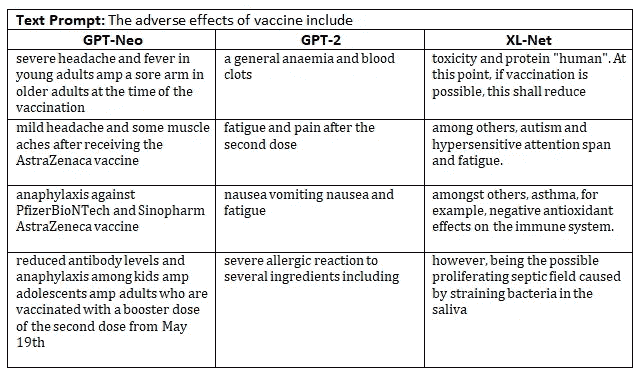 Text Prompt: The adverse effects of vaccine include
GPT-Neo
GPT-2
XL-Net
severe headache and fever in
young adults amp a sore arm in
older adults at the time of the
vaccination
a general anaemia and blood
clots
toxicity and protein "human". At
this point, if vaccination is
possible, this shall reduce
mild headache and some muscle
aches after receiving the
AstraZenaca vaccine
fatigue and pain after the
second dose
among others, autism and
hypersensitive attention span
and fatigue.
anaphylaxis against
PfizerBioNTech and Sinopharm
AstraZeneca vaccine
nausea vomiting nausea and
fatigue
amongst others, asthma, for
example, negative antioxidant
effects on the immune system.
reduced antibody levels and
anaphylaxis among kids amp
adolescents amp adults who are
vaccinated with a booster dose
of the second dose from May
19th
severe allergic reaction to
several ingredients including
however, being the possible
proliferating septic field caused
by straining bacteria in the
saliva